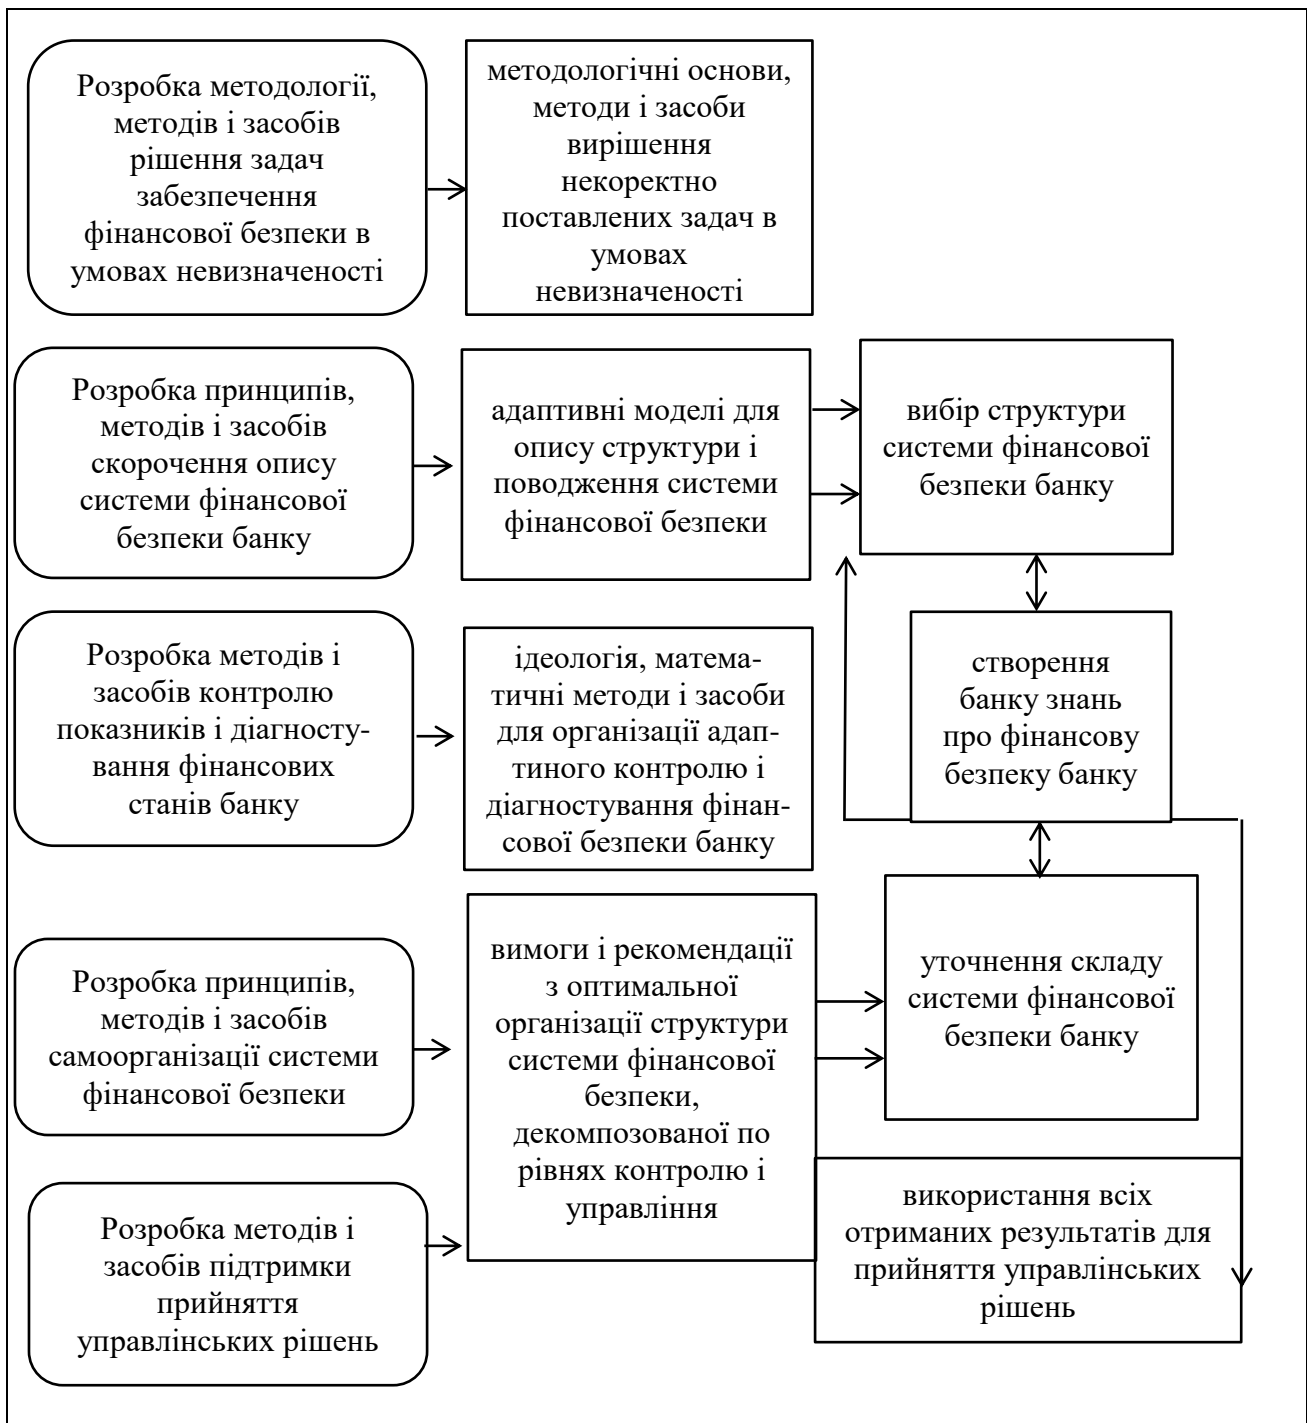 Розробка методології,
методів і засобів
рішення задач
забезпечення
фінансової безпеки в
умовах невизначеності
методологічні основи,
методи і засоби
вирішення
некоректно
поставлених задач в
умовах
невизначеності
Розробка принципів,
методів і засобів
скорочення опису
системи фінансової
безпеки банку
адаптивні моделі для
опису структури і
поводження системи
фінансової безпеки
вибір структури
системи фінансової
безпеки банку
Розробка методів і
засобів контролю
показників і діагносту-
вання фінансових
станів банку
ідеологія, матема-
тичні методи і засоби
для організації адап-
тиного контролю і
діагностування фінан-
сової безпеки банку
створення
банку знань
про фінансову
безпеку банку
Розробка принципів,
методів і засобів
самоорганізації системи
фінансової безпеки
вимоги і рекомендації
з оптимальної
організації структури
системи фінансової
безпеки,
декомпозованої по
рівнях контролю і
управління
уточнення складу
системи фінансової
безпеки банку
Розробка методів і
засобів підтримки
прийняття
управлінських рішень
використання всіх
отриманих результатів для
прийняття управлінських
рішень